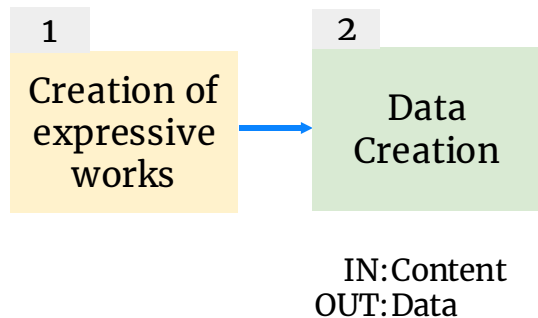 1
Creation of
expressive
works
2
Data
Creation
IN:Content
OUT:Data